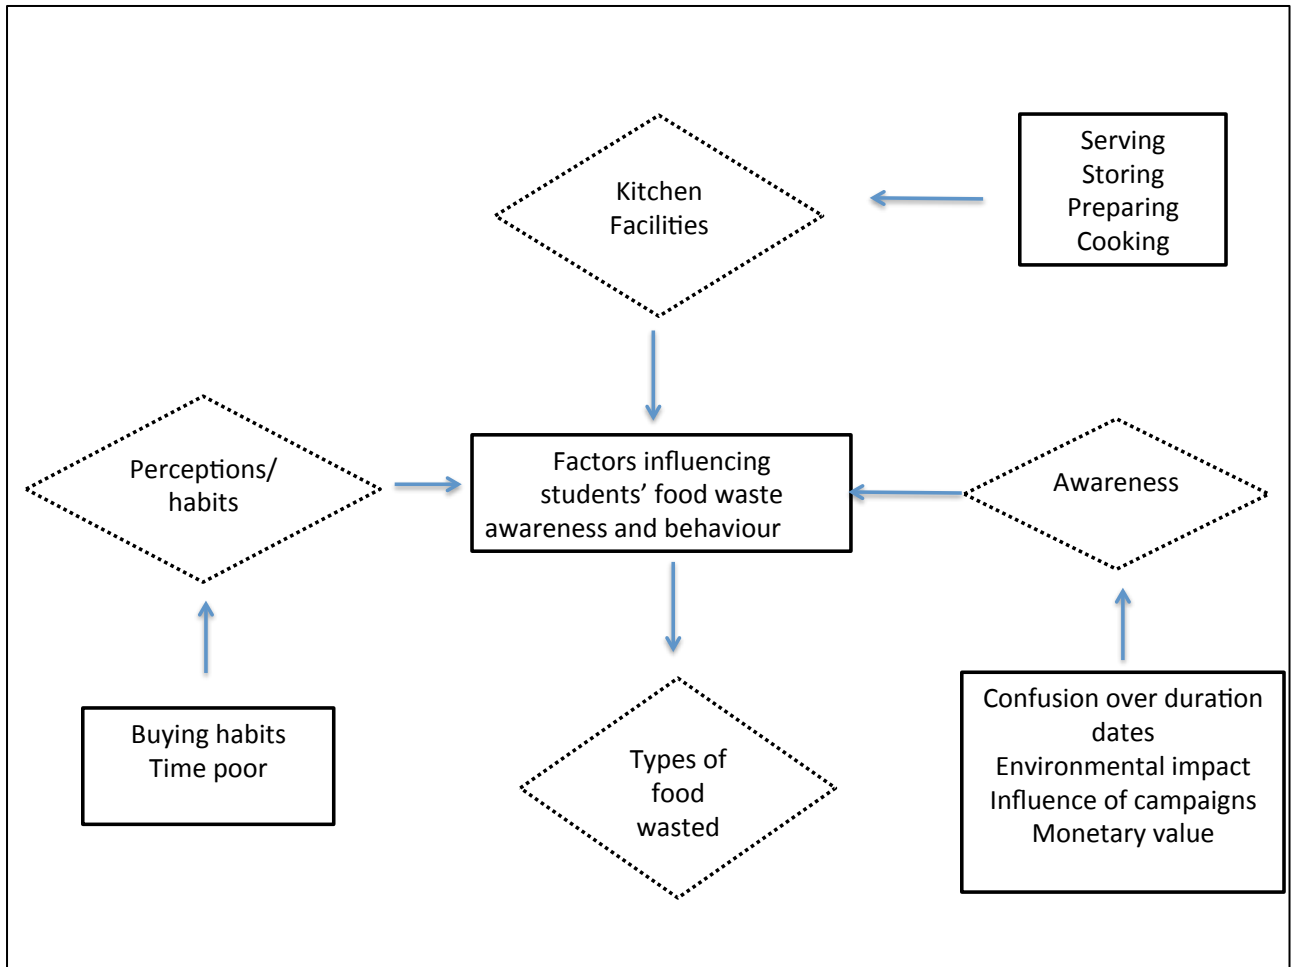 Kitchen
Facilities
Serving
Storing
Preparing
Cooking
Perceptions/
habits
Factors influencing
students’ food waste
awareness and behaviour
Awareness
Buying habits
Time poor
Types of
food
wasted
Confusion over duration
dates
Environmental impact
Influence of campaigns
Monetary value